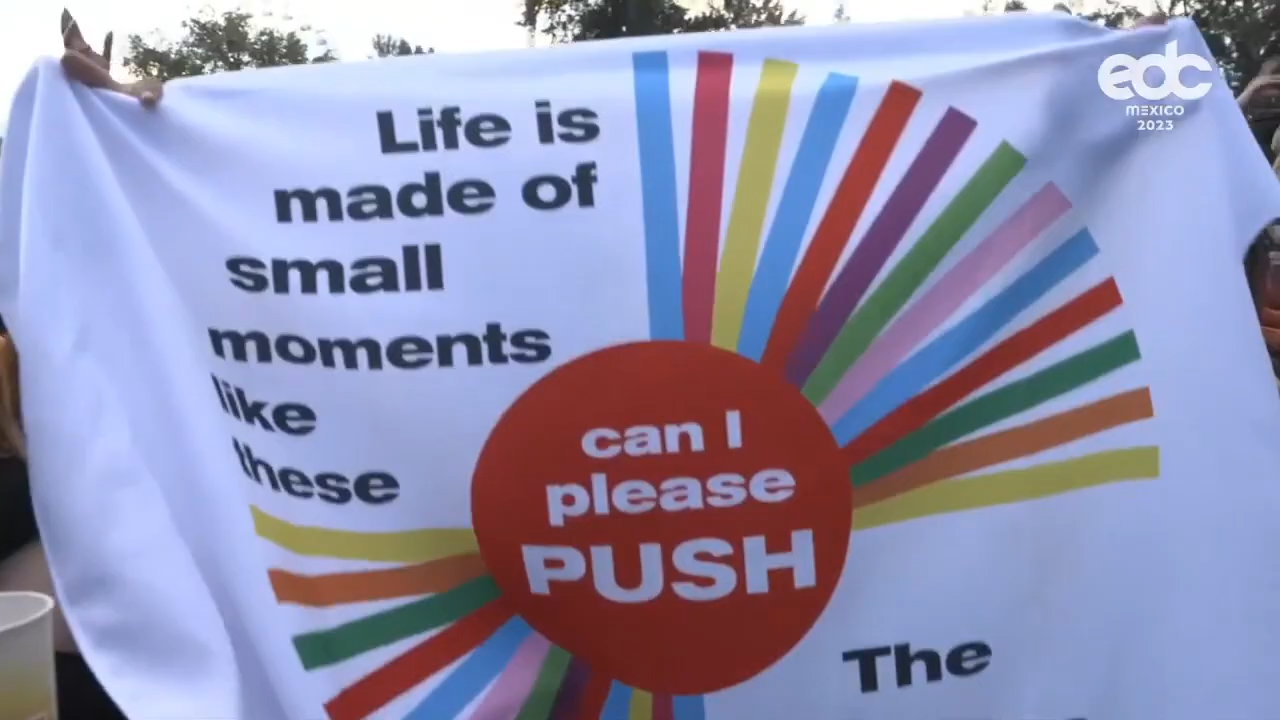 Life is
made of
small
moments
like
these
can I
please
PUSH
The
edc
MEXICO
2023